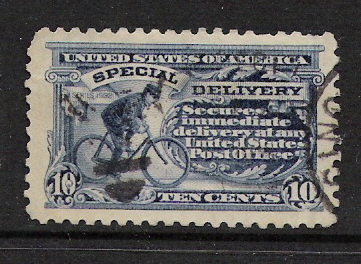 UNITED STATES OF AMERICA
SPECIAL
DELIVERY
Secures
immediate
delivery at any
United States
Post Office.
10
TEN CENTS
10